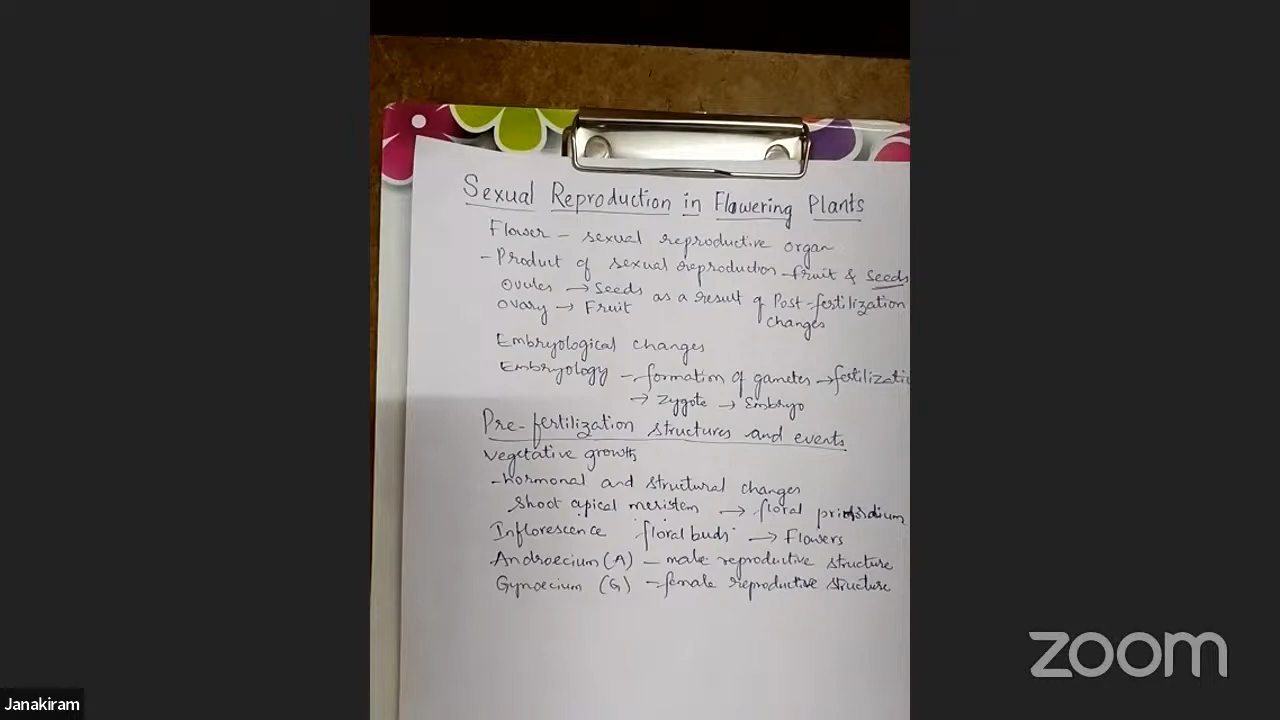 Sexual Reproduction in Flowering Plants
Flower – sexual reproductive organ
- Product of sexual reproduction – fruit & seeds
Ovules → Seeds as a result of Post-fertilization
Ovary → Fruit changes
Embryological changes
Embryology – formation of gametes → fertilizati
→ Zygote → Embryo
Pre-fertilization structures and events
Vegetative growth
- hormonal and structural changes
Shoot apical meristem → floral primordium
Inflorescence floral buds → Flowers
Androecium (A) – male reproductive structure
Gynoecium (G) – female reproductive structure
zoom
Janakiram